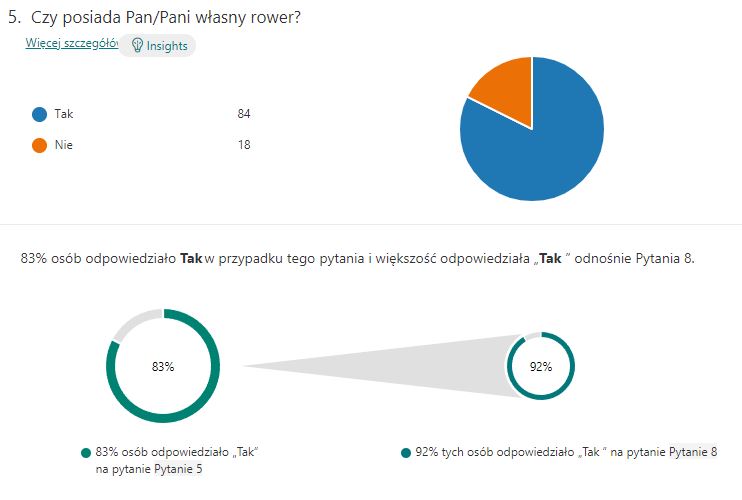 5. Czy posiada Pan/Pani własny rower?
Więcej szczegółów
Insights
Tak 84
Nie 18
83% osób odpowiedziało Tak w przypadku tego pytania i większość odpowiedziała „Tak ” odnośnie Pytania 8.
83%
92%
83% osób odpowiedziało „Tak”
na pytanie Pytanie 5
92% tych osób odpowiedziało „Tak ” na pytanie Pytanie 8